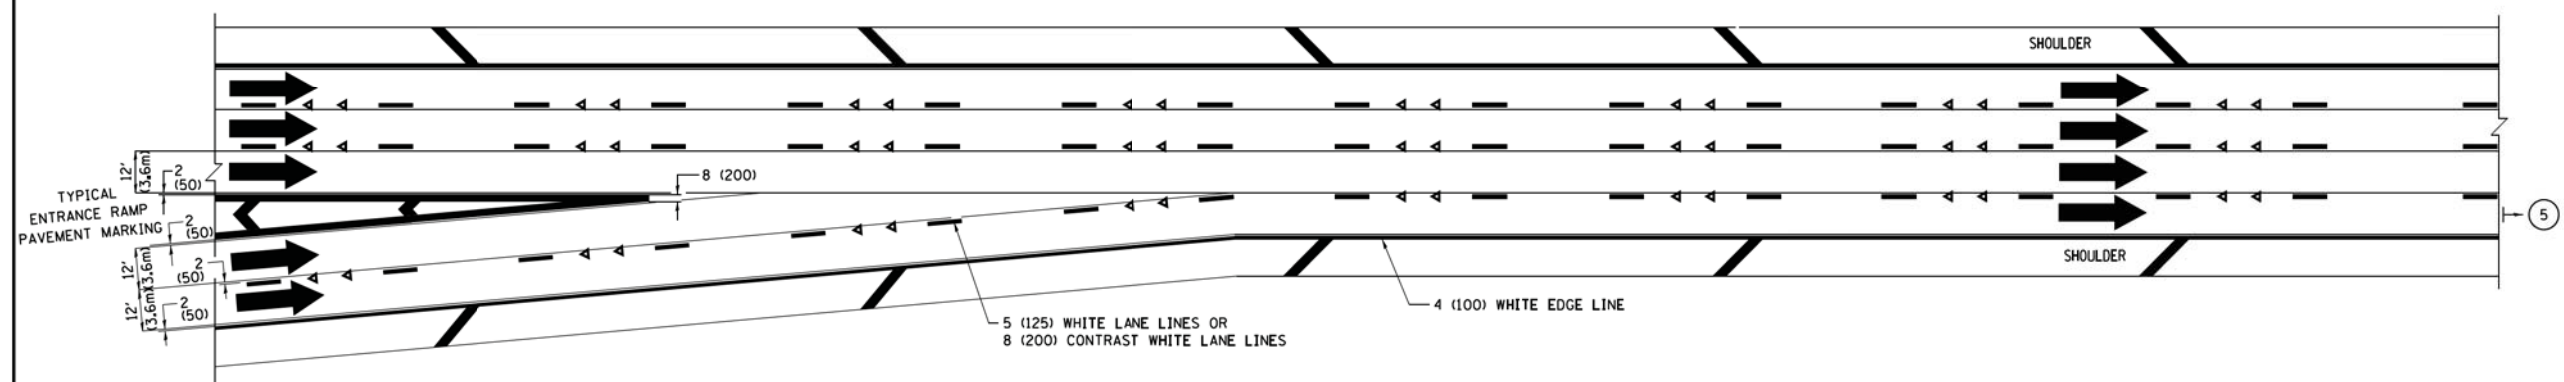 SHOULDER
12'
(3.6m)
2
(50)
8 (200)
TYPICAL
ENTRANCE RAMP
PAVEMENT MARKING
2
(50)
5
12'
(3.6m)
2
(50)
SHOULDER
12'
(3.6m)
2
(50)
4 (100) WHITE EDGE LINE
5 (125) WHITE LANE LINES OR
8 (200) CONTRAST WHITE LANE LINES